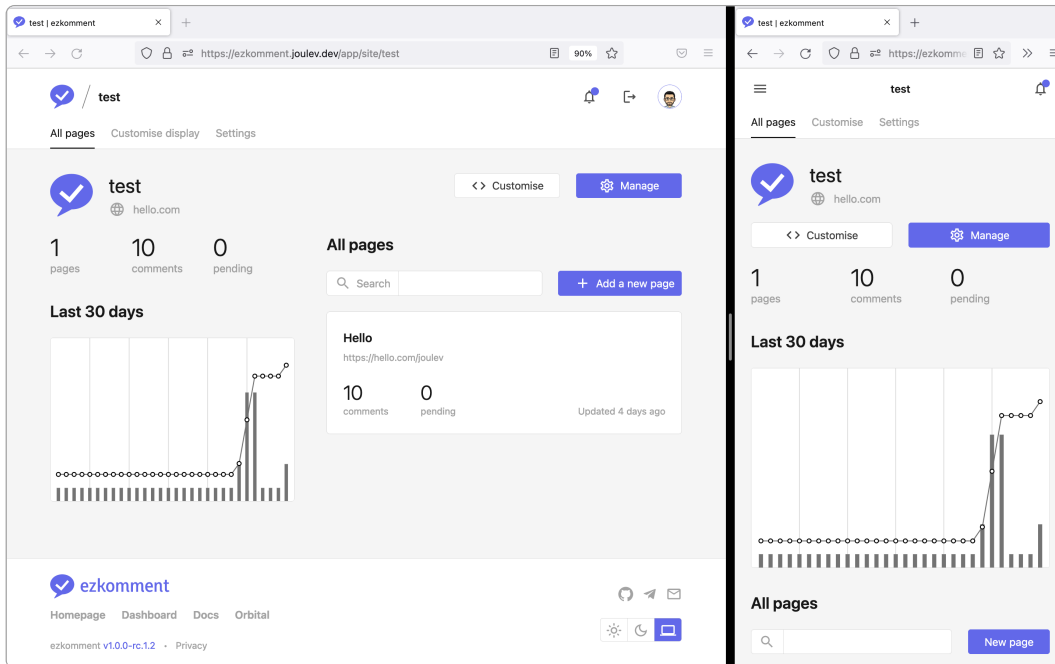 test | ezkomment
https://ezkomment.joulev.dev/app/site/test
90%
test
All pages Customise display Settings
test
hello.com
Customise
Manage
1 10 0
pages comments pending
All pages
Search
Add a new page
Last 30 days
Hello
https://hello.com/joulev
10 0
comments pending
Updated 4 days ago
ezkomment
Homepage Dashboard Docs Orbital
ezkomment v1.0.0-rc.1.2 · Privacy
test | ezkomment
https://ezkomme
test
All pages Customise Settings
test
hello.com
Customise
Manage
1 10 0
pages comments pending
Last 30 days
All pages
New page